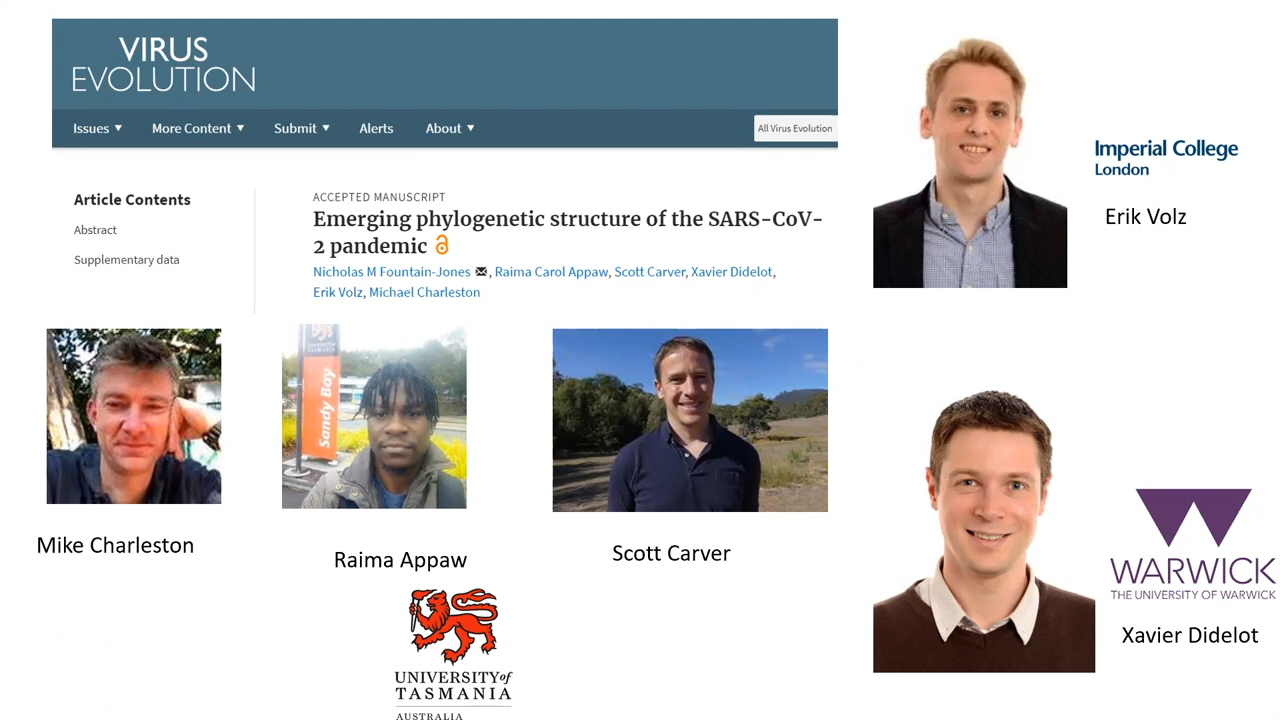 VIRUS
EVOLUTION
Issues ▼ More Content ▼ Submit ▼ Alerts About ▼ All Virus Evolution
Article Contents
Abstract
Supplementary data
ACCEPTED MANUSCRIPT
Emerging phylogenetic structure of the SARS-CoV-
2 pandemic
Nicholas M Fountain-Jones, Raima Carol Appaw, Scott Carver, Xavier Didelot,
Erik Volz, Michael Charleston
Imperial College
London
Erik Volz
Sandy Bay
Mike Charleston
Raima Appaw
Scott Carver
UNIVERSITY of
TASMANIA
AUSTRALIA
WARWICK
THE UNIVERSITY OF WARWICK
Xavier Didelot